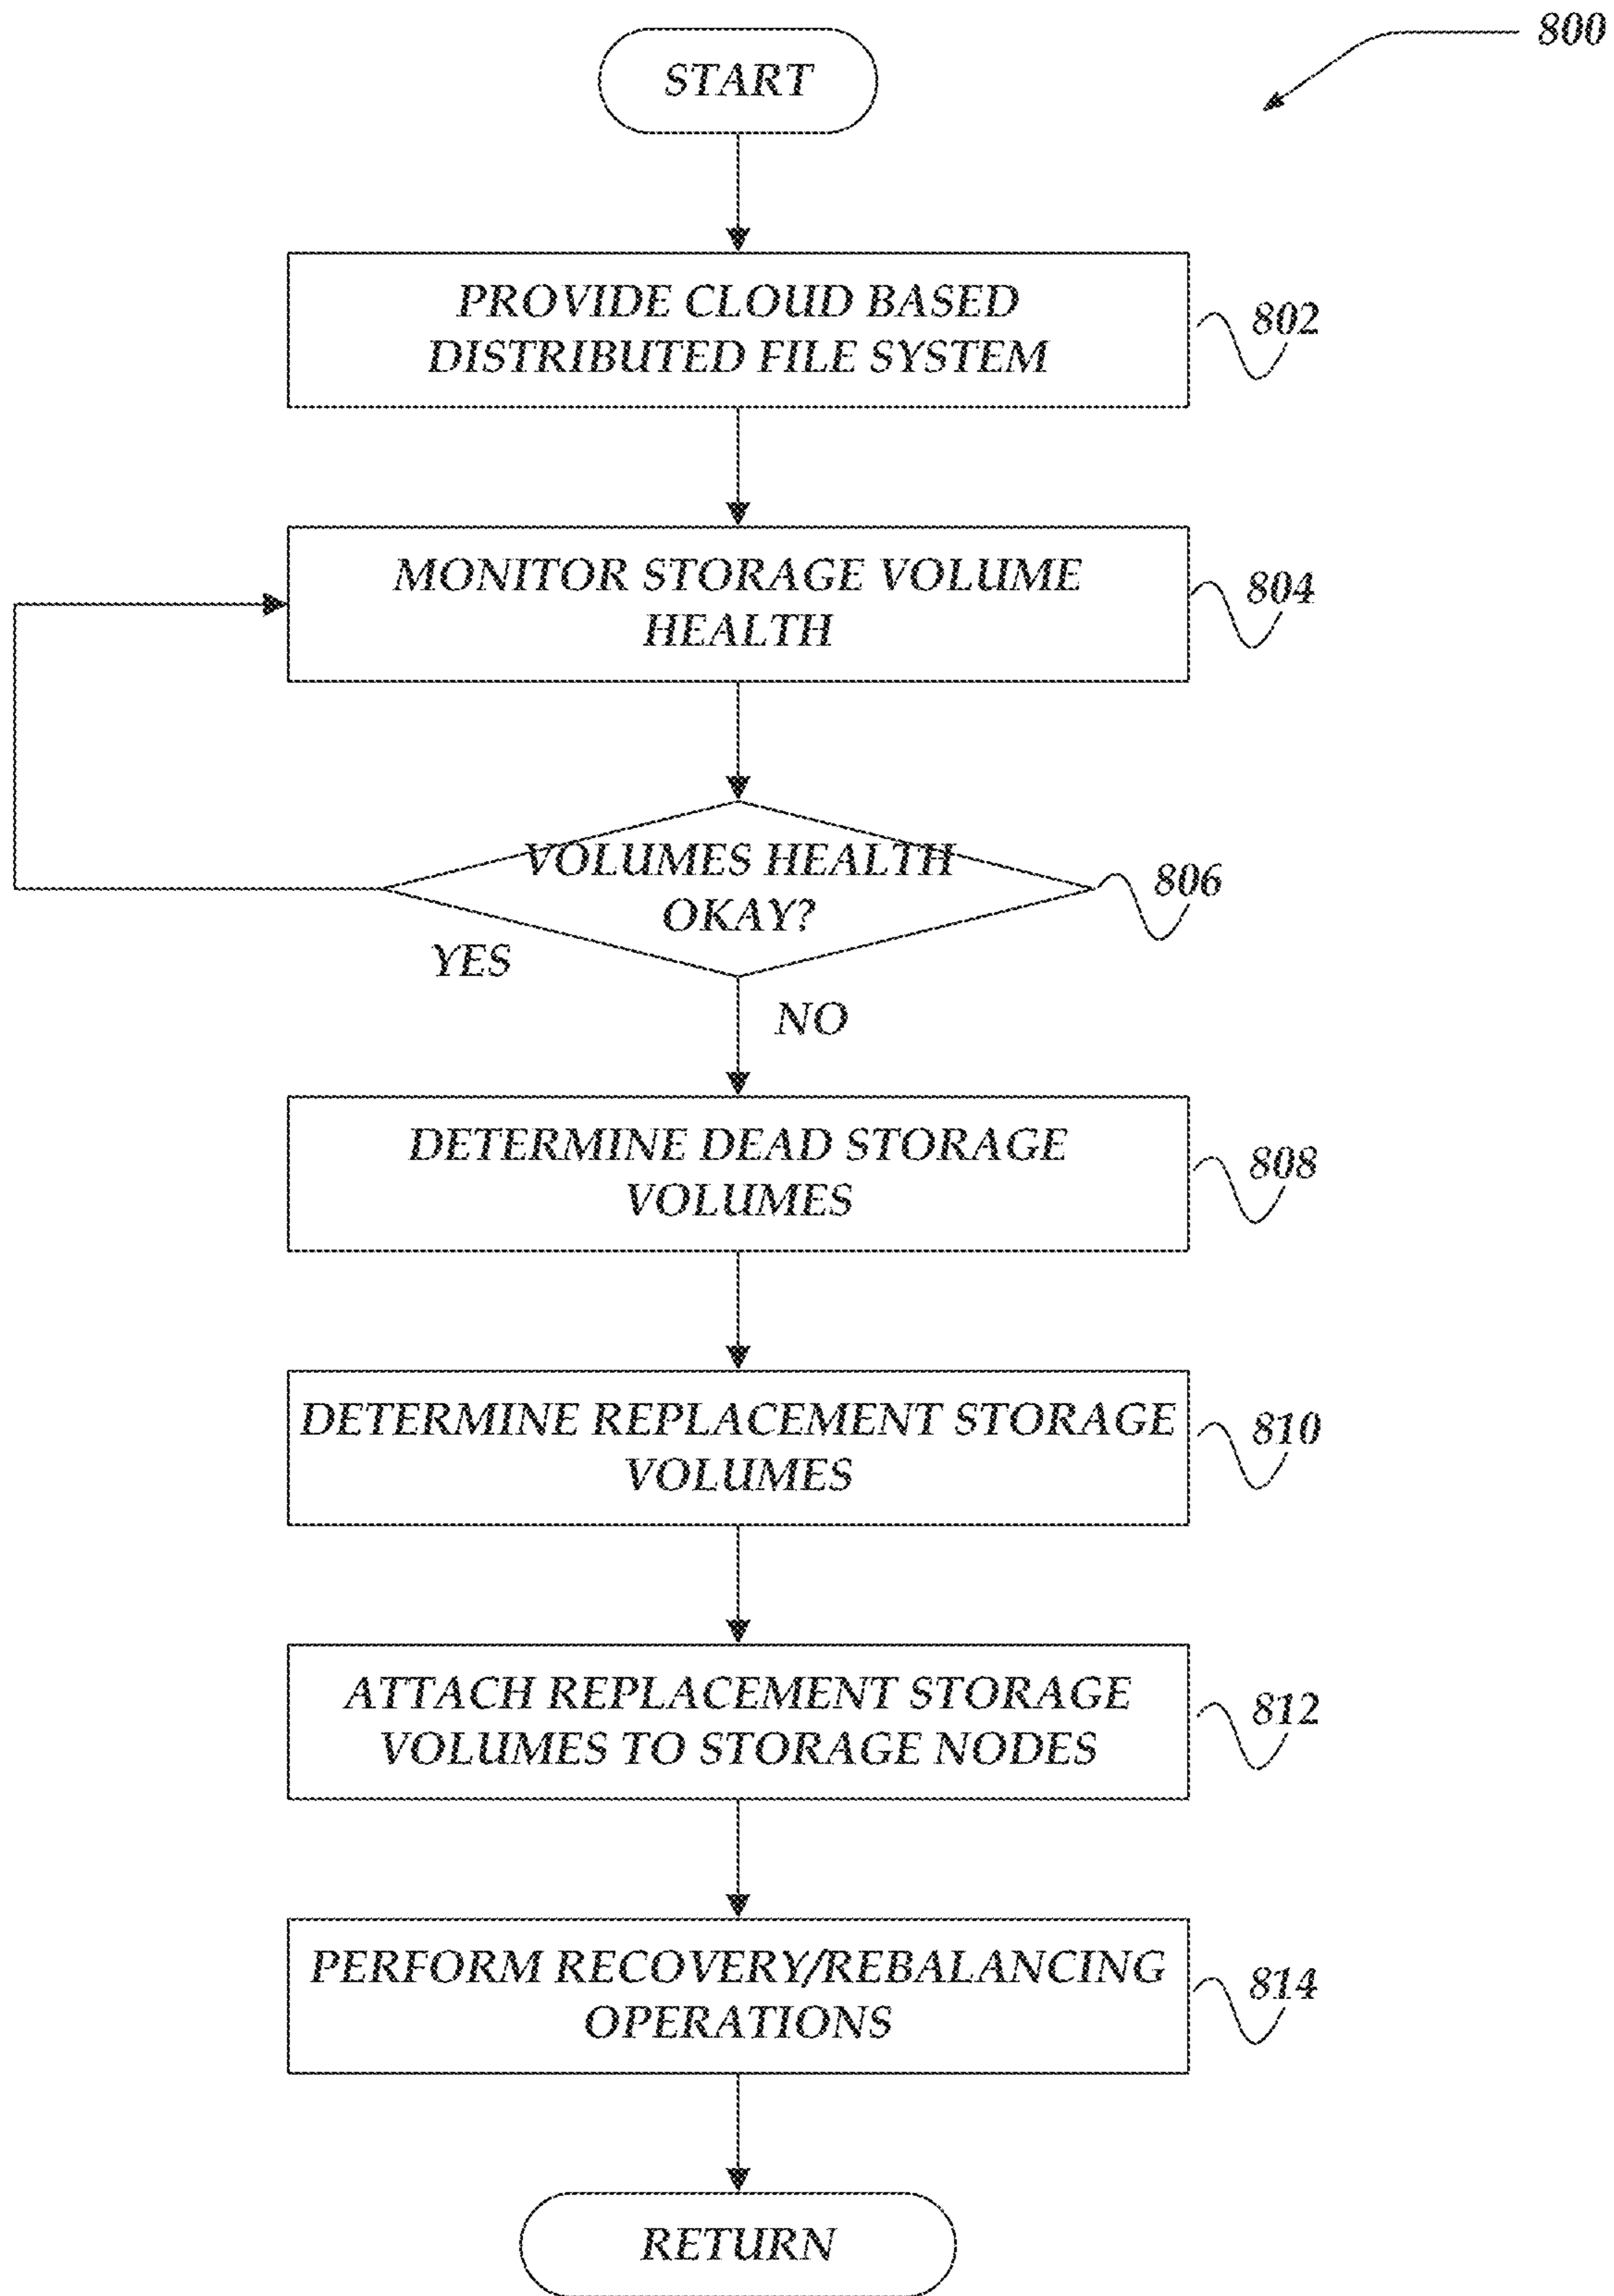 800
START
PROVIDE CLOUD BASED
DISTRIBUTED FILE SYSTEM
802
MONITOR STORAGE VOLUME
HEALTH
804
VOLUMES HEALTH
OKAY?
806
YES
NO
DETERMINE DEAD STORAGE
VOLUMES
808
DETERMINE REPLACEMENT STORAGE
VOLUMES
810
ATTACH REPLACEMENT STORAGE
VOLUMES TO STORAGE NODES
812
PERFORM RECOVERY/REBALANCING
OPERATIONS
814
RETURN